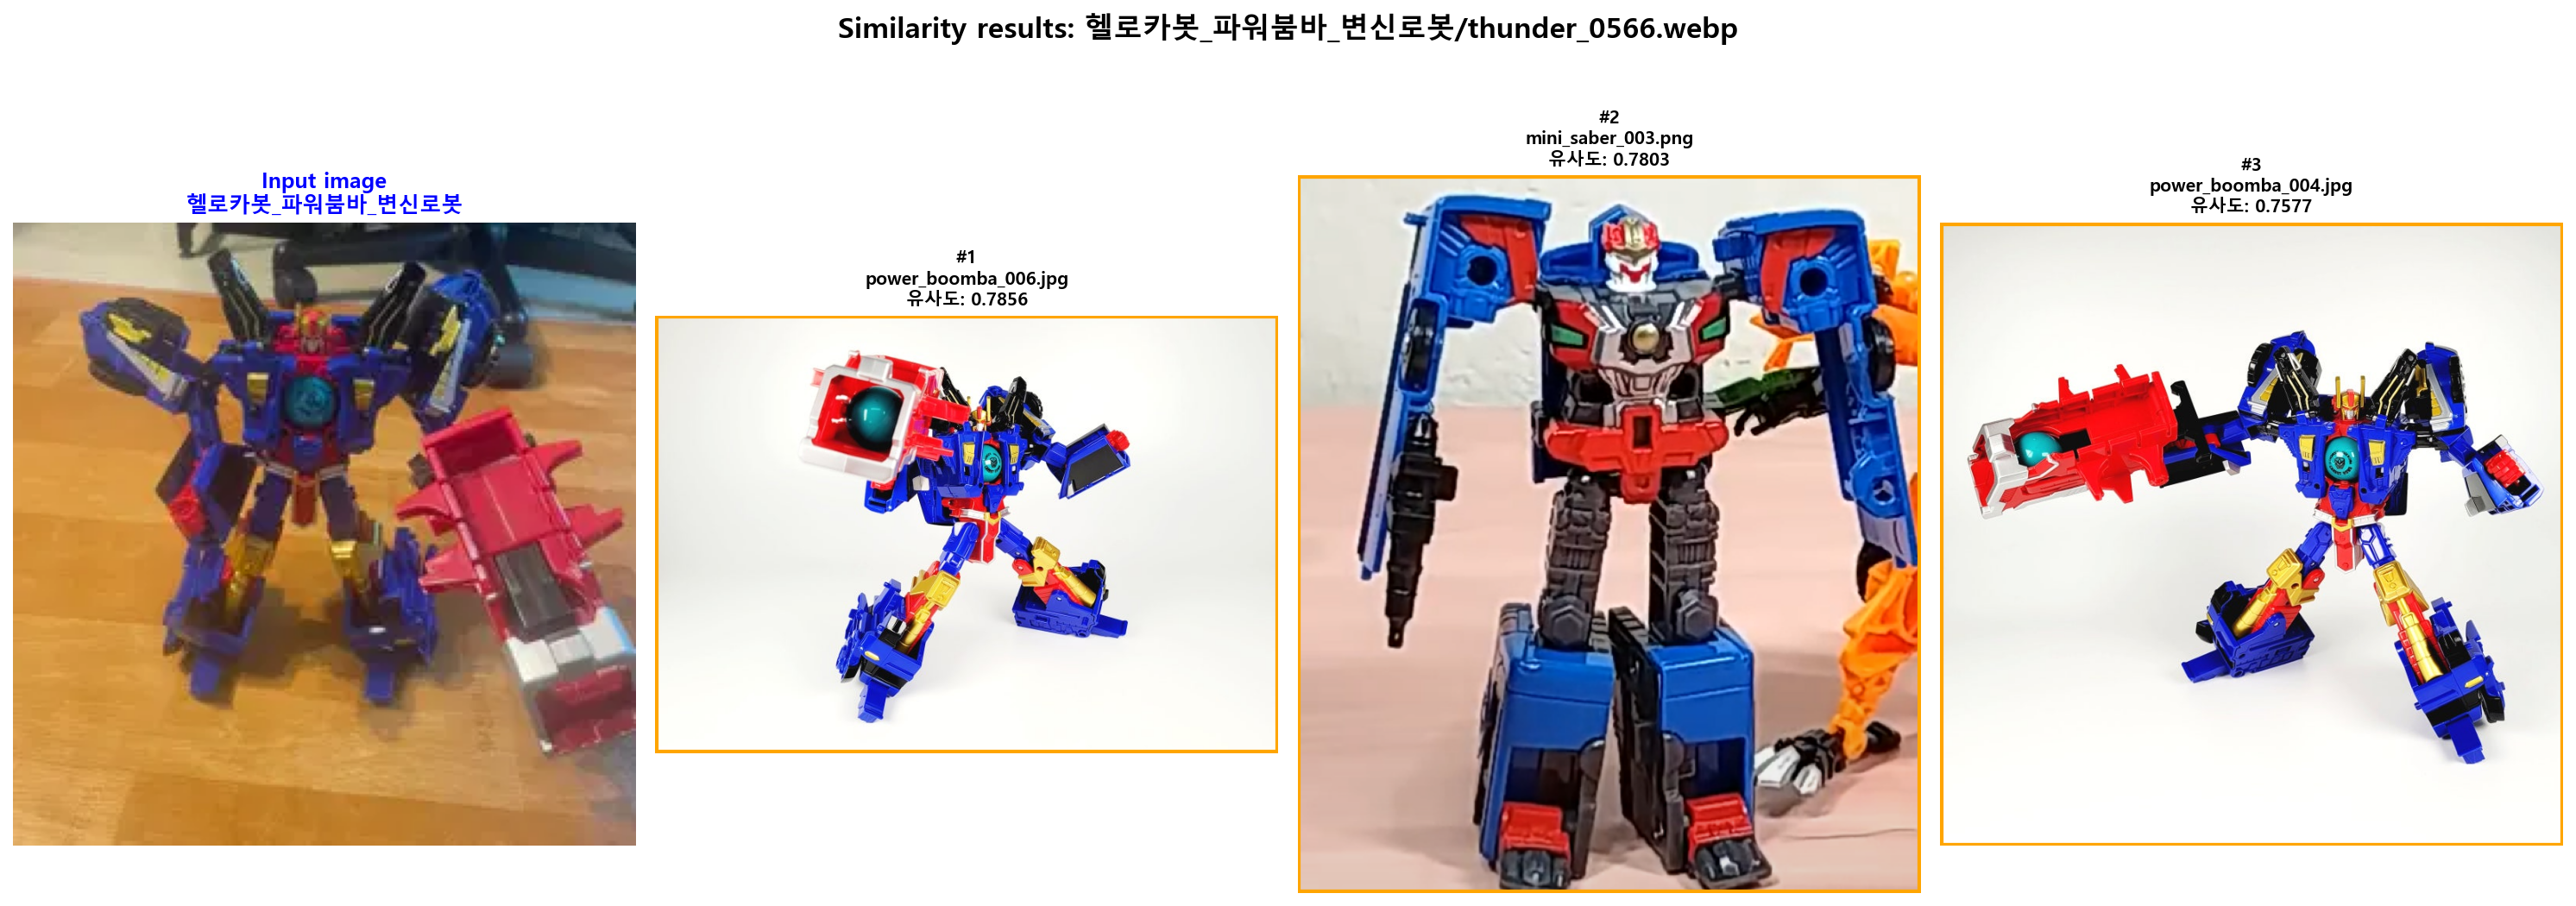 Similarity results: 헬로카봇_파워붐바_변신로봇/thunder_0566.webp
Input image
헬로카봇_파워붐바_변신로봇
#1
power_boomba_006.jpg
유사도: 0.7856
#2
mini_saber_003.png
유사도: 0.7803
#3
power_boomba_004.jpg
유사도: 0.7577